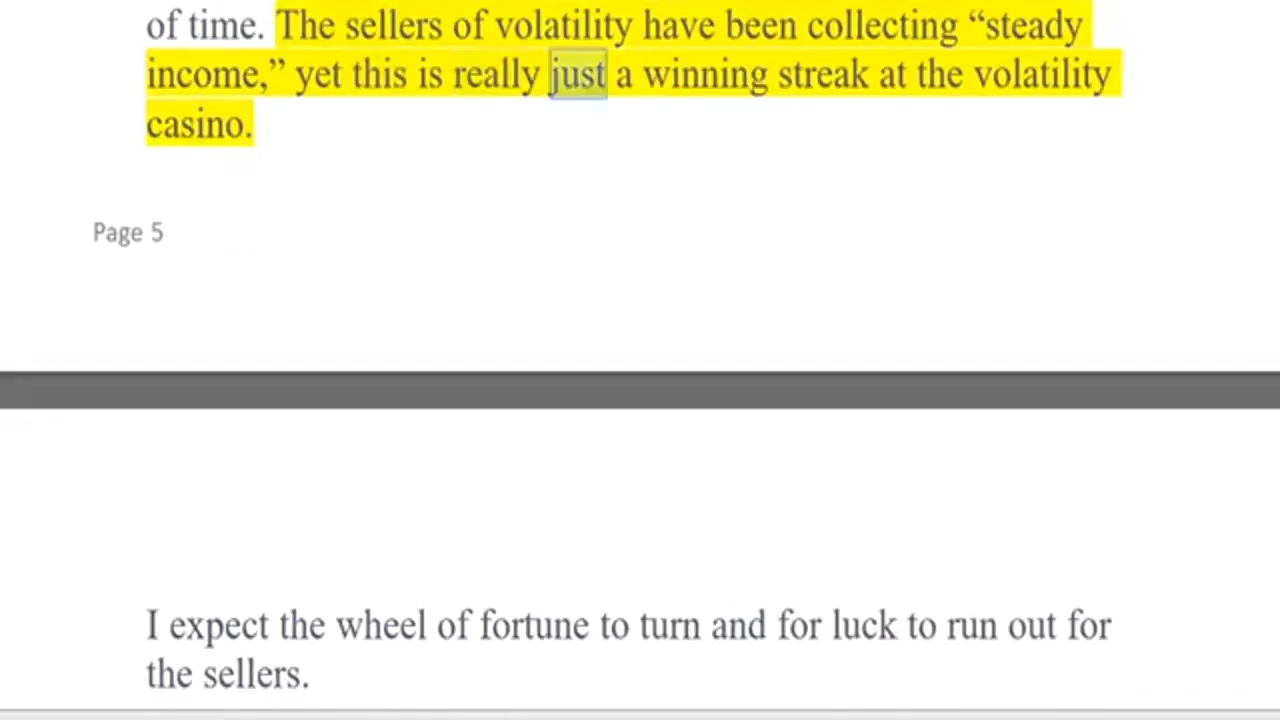 of time. The sellers of volatility have been collecting “steady
income,” yet this is really just a winning streak at the volatility
casino.
Page 5
I expect the wheel of fortune to turn and for luck to run out for
the sellers.